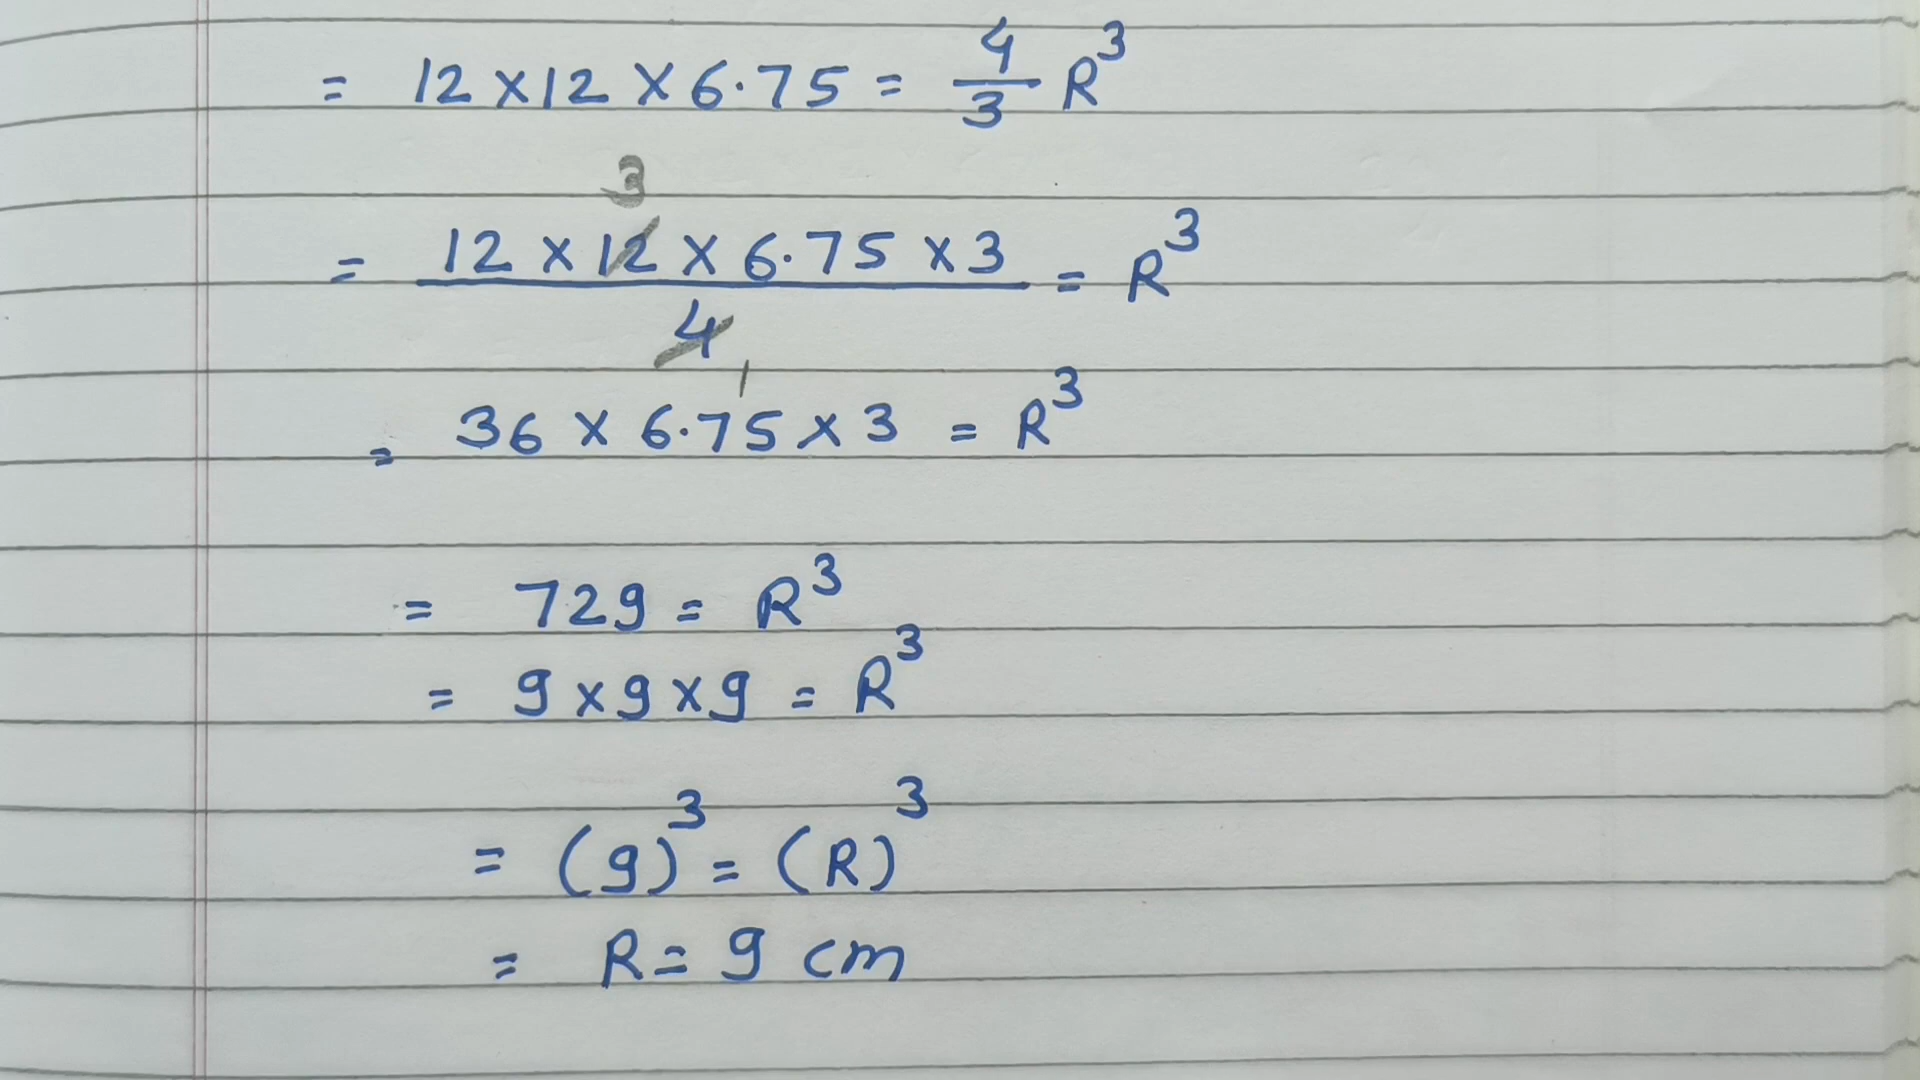 = 12 × 12 × 6.75 = 4/3 R³
3
= 12 × 12 × 6.75 × 3 / 4 = R³
1
= 36 × 6.75 × 3 = R³
= 729 = R³
= 9 × 9 × 9 = R³
= (9)³ = (R)³
= R = 9 cm